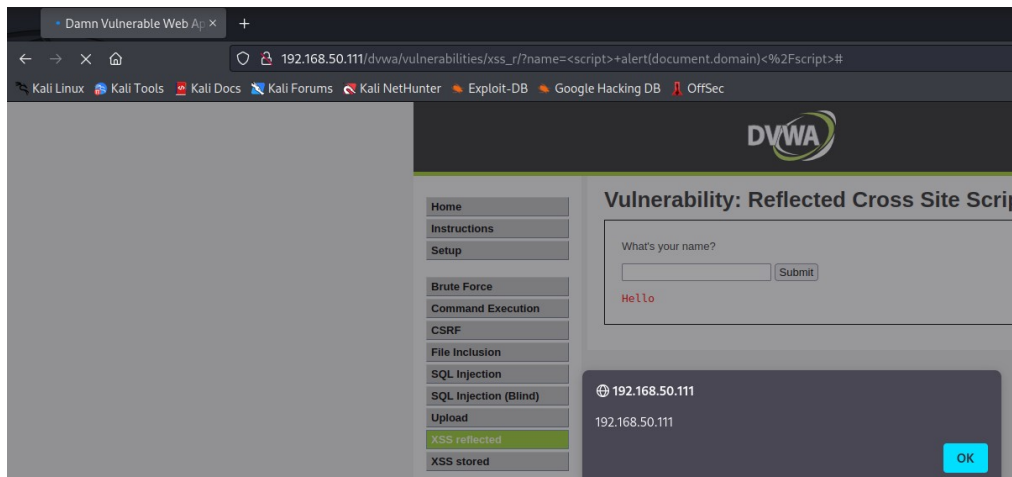 Damn Vulnerable Web Ap × +
192.168.50.111/dvwa/vulnerabilities/xss_r/?name=<script>+alert(document.domain)<%2Fscript>#
Kali Linux Kali Tools Kali Docs Kali Forums Kali NetHunter Exploit-DB Google Hacking DB OffSec
DVWA
Home
Instructions
Setup
Brute Force
Command Execution
CSRF
File Inclusion
SQL Injection
SQL Injection (Blind)
Upload
XSS reflected
XSS stored
Vulnerability: Reflected Cross Site Scrip
What's your name?
Submit
Hello
192.168.50.111
192.168.50.111
OK